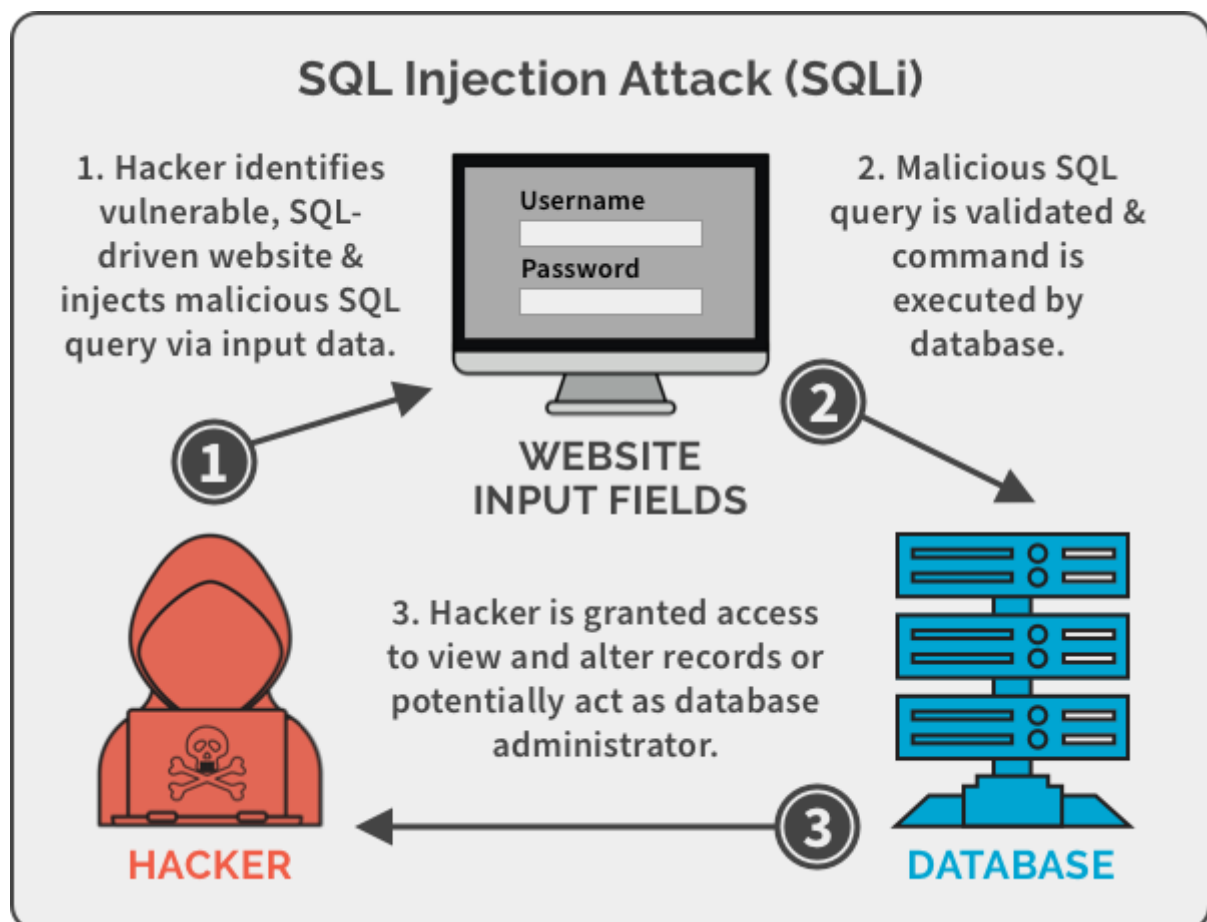 SQL Injection Attack (SQLi)
1. Hacker identifies
vulnerable, SQL-
driven website &
injects malicious SQL
query via input data.
Username
Password
2. Malicious SQL
query is validated &
command is
executed by
database.
1
2
WEBSITE
INPUT FIELDS
3. Hacker is granted access
to view and alter records or
potentially act as database
administrator.
3
HACKER
DATABASE